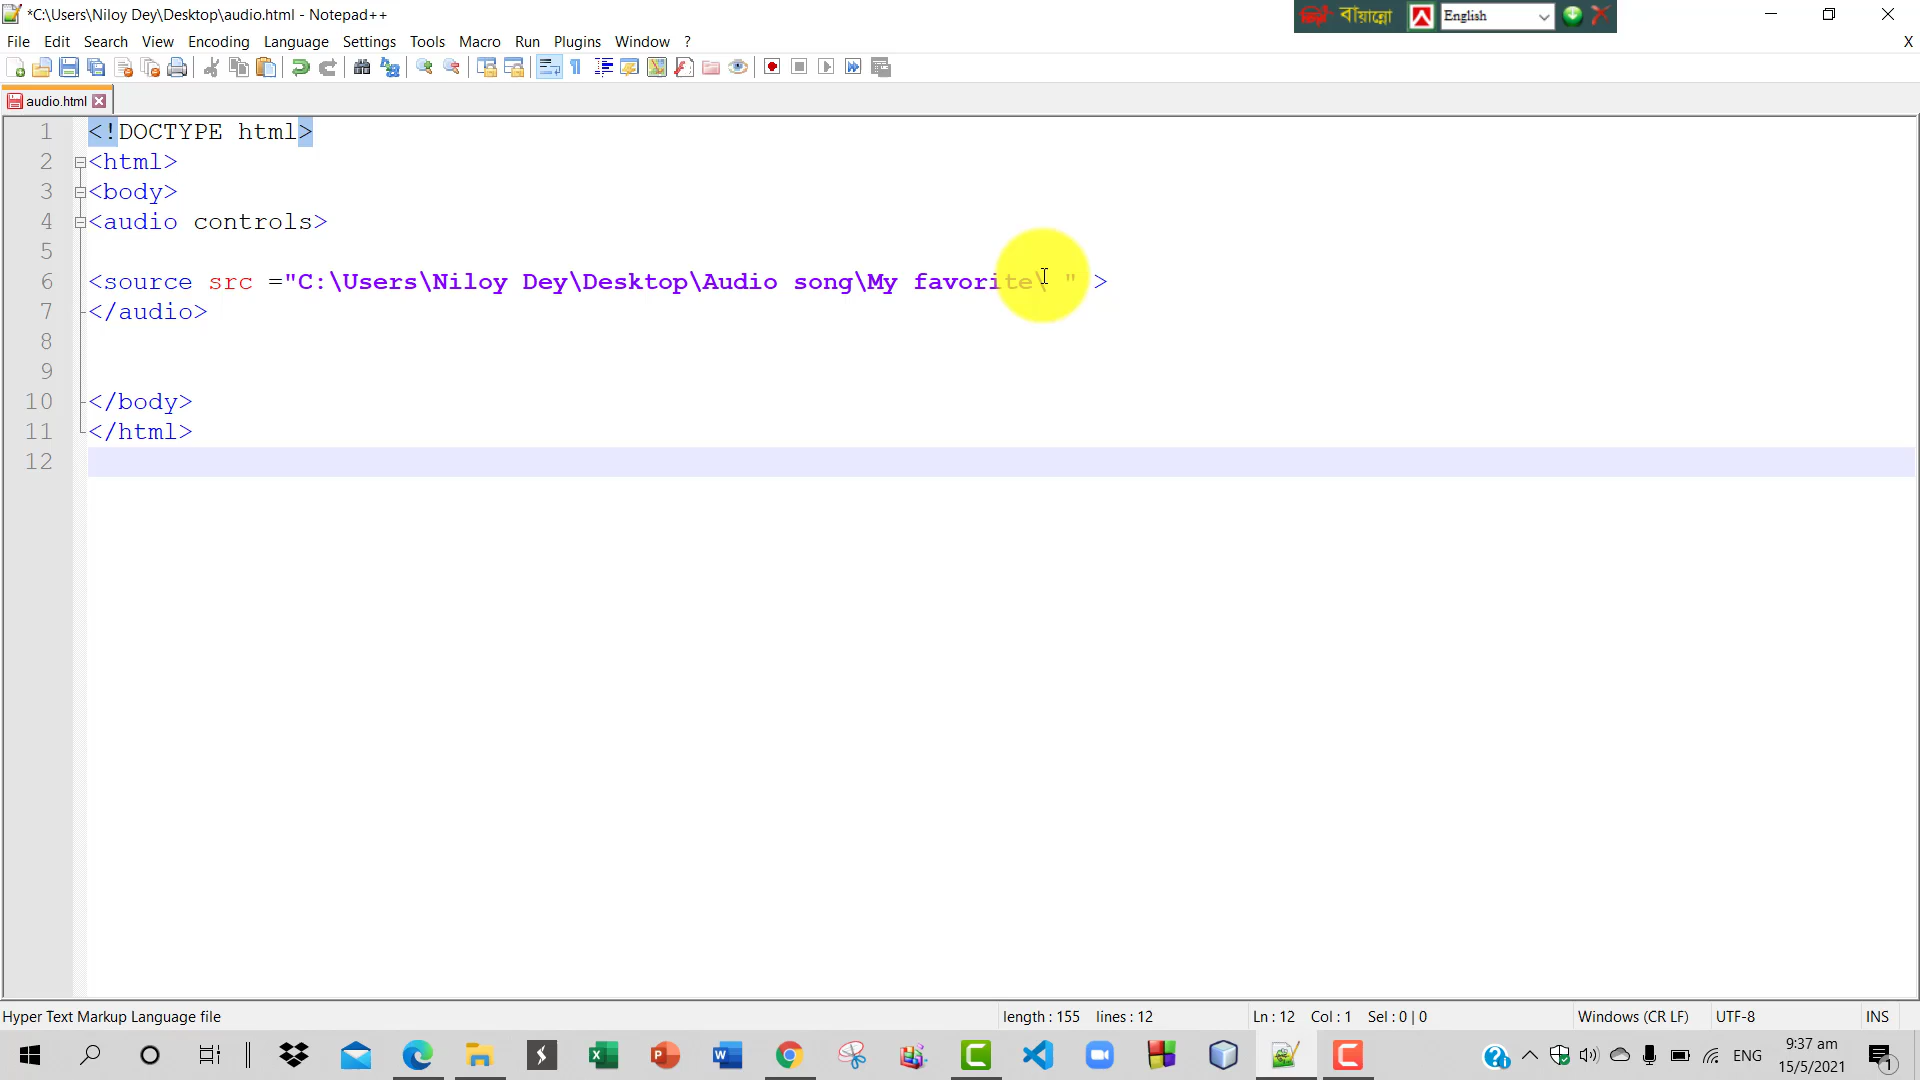 *C:\Users\Niloy Dey\Desktop\audio.html - Notepad++
বায়ান্নো
English
File Edit Search View Encoding Language Settings Tools Macro Run Plugins Window ?
X
audio.html
1 <!DOCTYPE html>
2 <html>
3 <body>
4 <audio controls>
5
6 <source src ="C:\Users\Niloy Dey\Desktop\Audio song\My favorite\ " >
7 </audio>
8
9
10 </body>
11 </html>
12
Hyper Text Markup Language file
length : 155 lines : 12
Ln : 12 Col : 1 Sel : 0 | 0
Windows (CR LF)
UTF-8
INS
ENG
9:37 am
15/5/2021
1